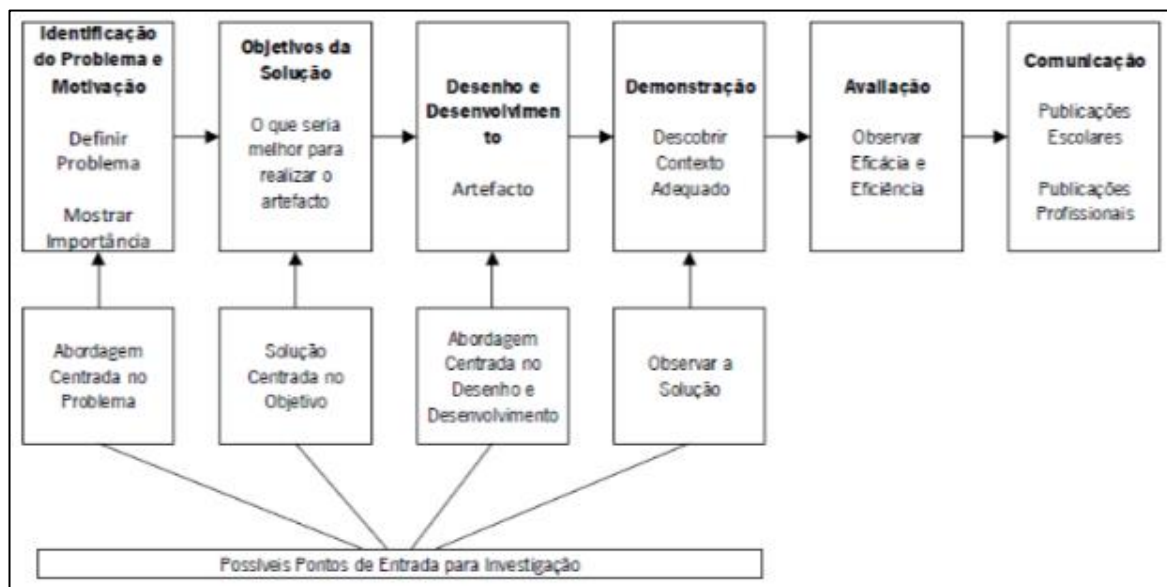 Identificação
do Problema e
Motivação
Definir
Problema
Mostrar
Importância
Objetivos da
Solução
O que seria
melhor para
realizar o
artefacto
Desenho e
Desenvolvimen
to
Artefacto
Demonstração
Descobrir
Contexto
Adequado
Avaliação
Observar
Eficácia e
Eficiência
Comunicação
Publicações
Escolares
Publicações
Profissionais
Abordagem
Centrada no
Problema
Solução
Centrada no
Objetivo
Abordagem
Centrada no
Desenho e
Desenvolvimento
Observar a
Solução
Possíveis Pontos de Entrada para Investigação